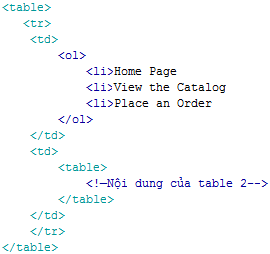 <table>
<tr>
<td>
<ol>
<li>Home Page
<li>View the Catalog
<li>Place an Order
</ol>
</td>
<td>
<table>
<!—Nội dung của table 2-->
</table>
</td>
</tr>
</table>